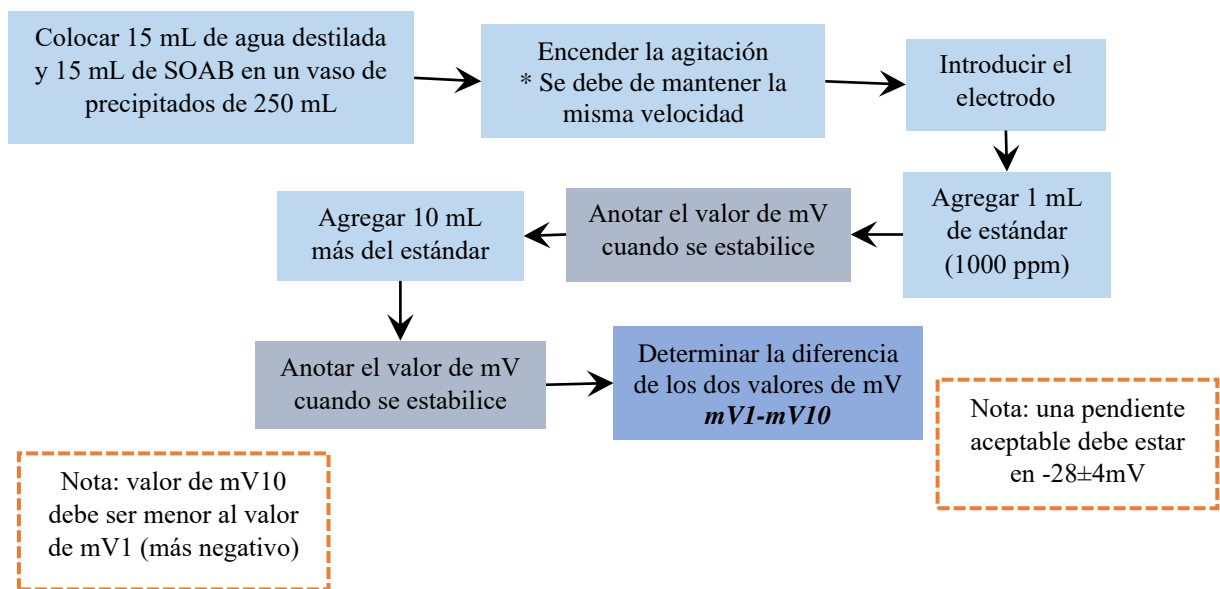 Colocar 15 mL de agua destilada
y 15 mL de SOAB en un vaso de
precipitados de 250 mL
Encender la agitación
* Se debe de mantener la
misma velocidad
Introducir el
electrodo
Agregar 1 mL
de estándar
(1000 ppm)
Anotar el valor de mV
cuando se estabilice
Agregar 10 mL
más del estándar
Anotar el valor de mV
cuando se estabilice
Determinar la diferencia
de los dos valores de mV
mV1-mV10
Nota: una pendiente
aceptable debe estar
en -28±4mV
Nota: valor de mV10
debe ser menor al valor
de mV1 (más negativo)